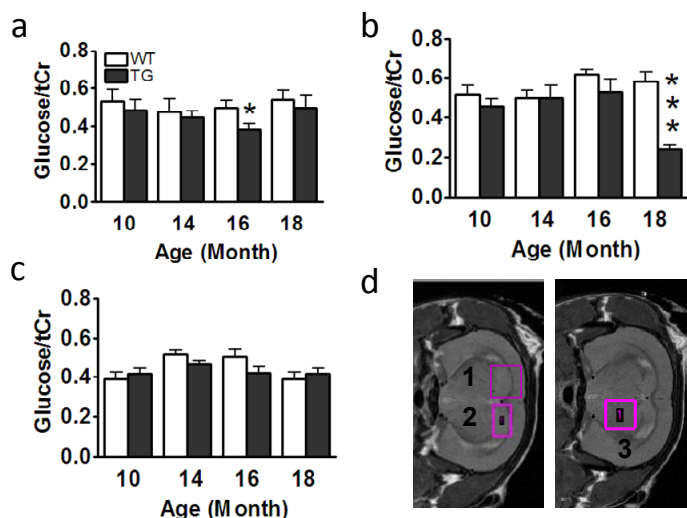 a
Glucose/tCr
0.8
0.6
0.4
0.2
0.0
WT
TG
*
10 14 16 18
Age (Month)
b
Glucose/tCr
0.8
0.6
0.4
0.2
0.0
***
10 14 16 18
Age (Month)
c
Glucose/tCr
0.8
0.6
0.4
0.2
0.0
10 14 16 18
Age (Month)
d
1
2
3